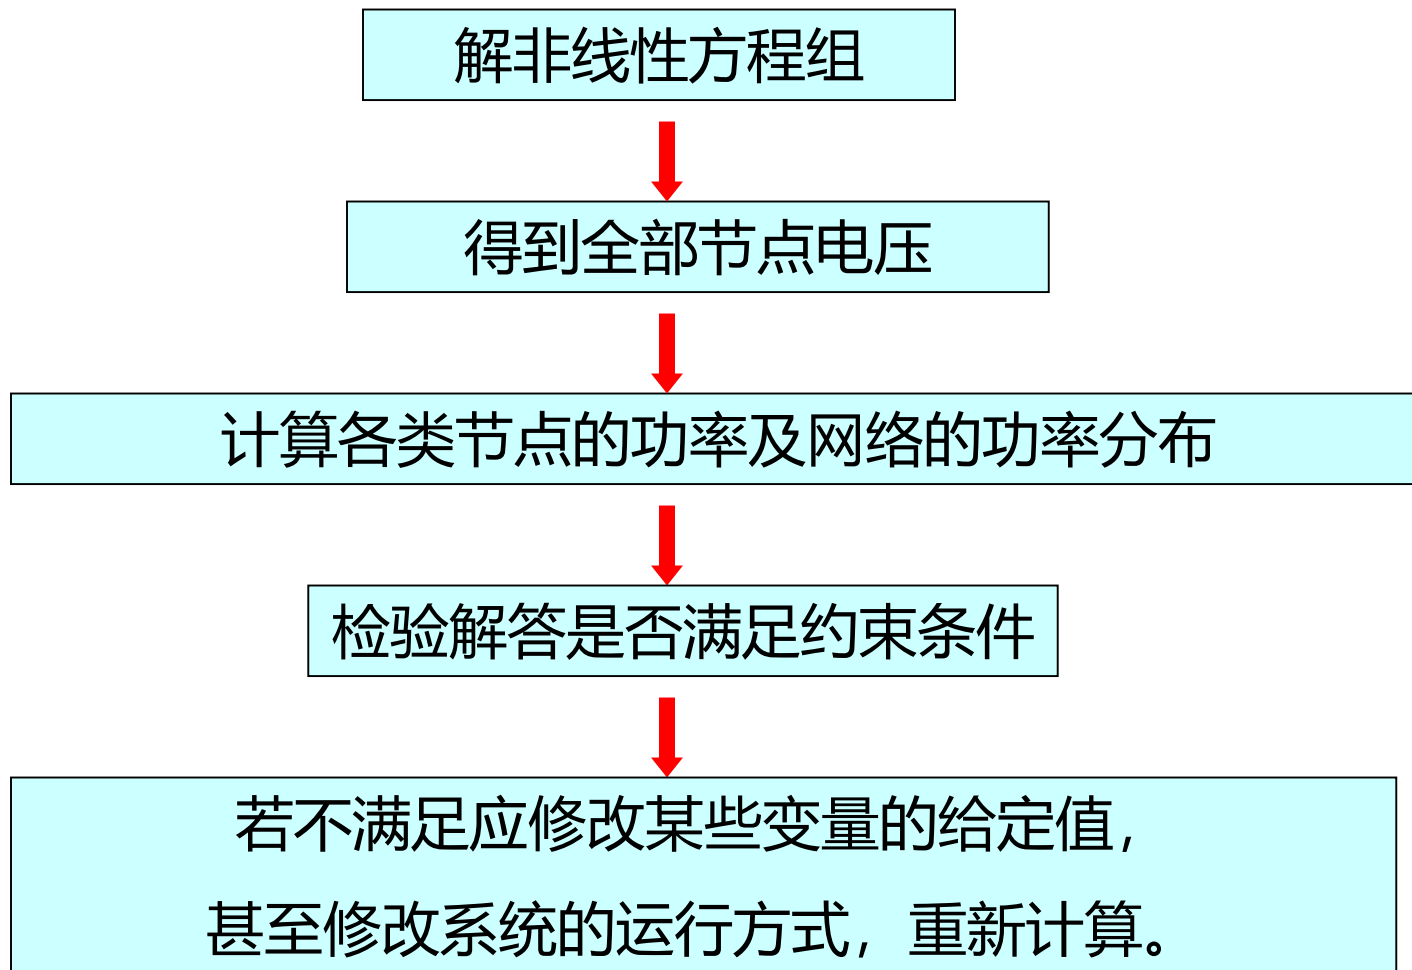 解非线性方程组
得到全部节点电压
计算各类节点的功率及网络的功率分布
检验解答是否满足约束条件
若不满足应修改某些变量的给定值，
甚至修改系统的运行方式，重新计算。